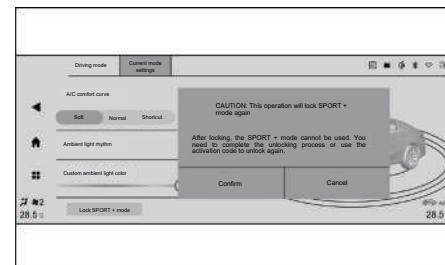 Driving mode
Current mode
settings
A/C comfort curve
Soft
Normal
Shortcut
Ambient light rhythm
Custom ambient light color
Lock SPORT + mode
CAUTION: This operation will lock SPORT +
mode again
After locking, the SPORT + mode cannot be used. You
need to complete the unlocking process or use the
activation code to unlock again.
Confirm
Cancel
2
28.5
28.5